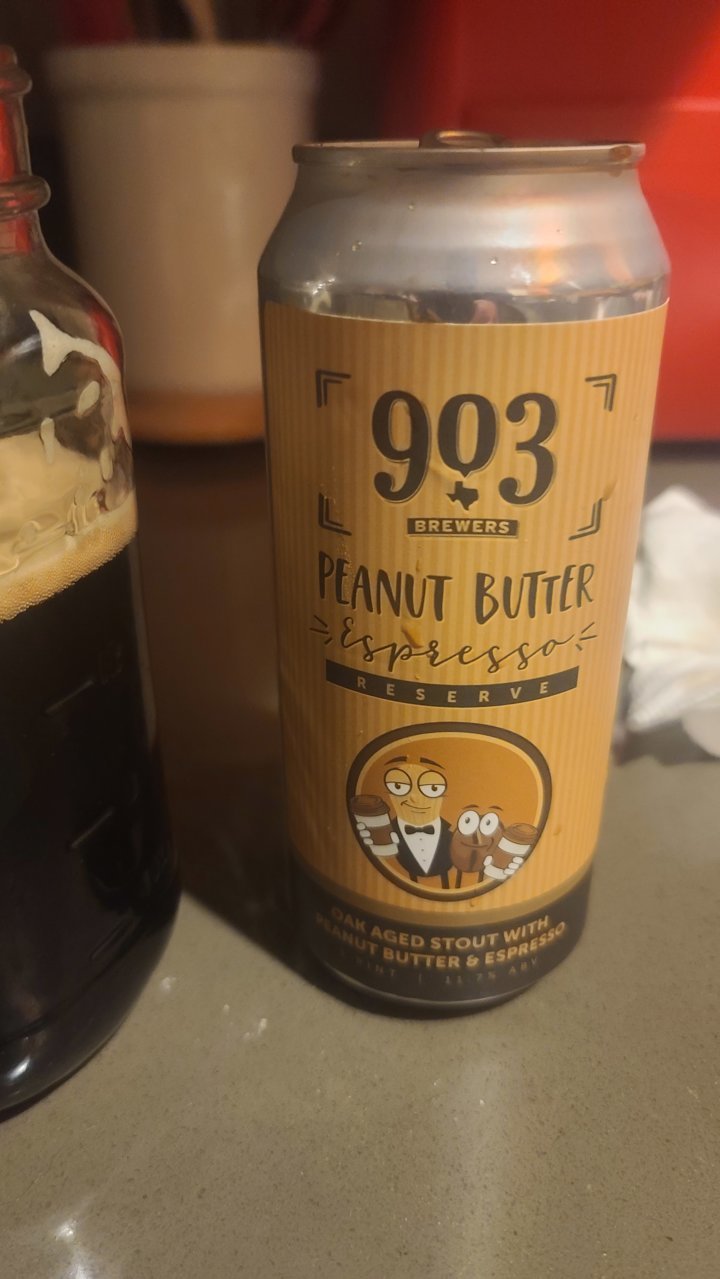 903
BREWERS
PEANUT BUTTER
Espresso
RESERVE
OAK AGED STOUT WITH
PEANUT BUTTER & ESPRESSO
PINT | 11.7% ABV